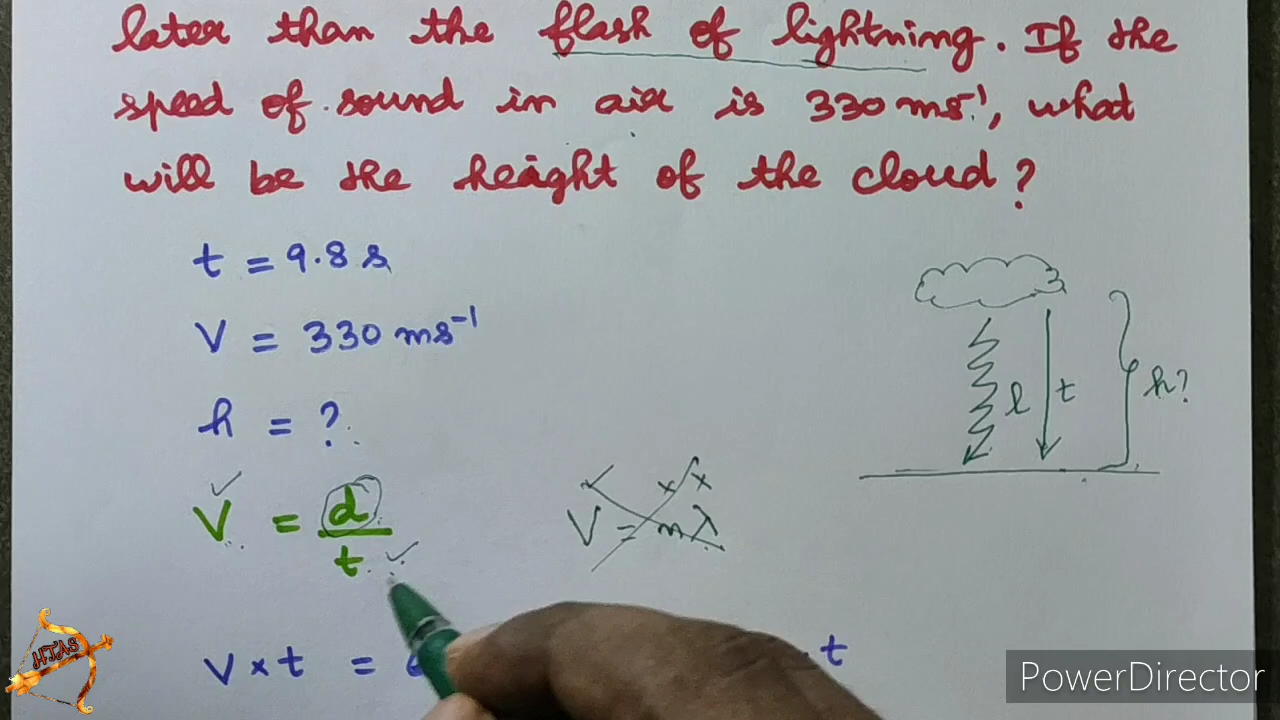 later than the flash of lightning. If the
speed of sound in air is 330 ms⁻¹, what
will be the height of the cloud?
t = 9.8 s
V = 330 ms⁻¹
h = ?
l t h?
V = d/t
V = nλ
V × t =
t
HTAS
PowerDirector